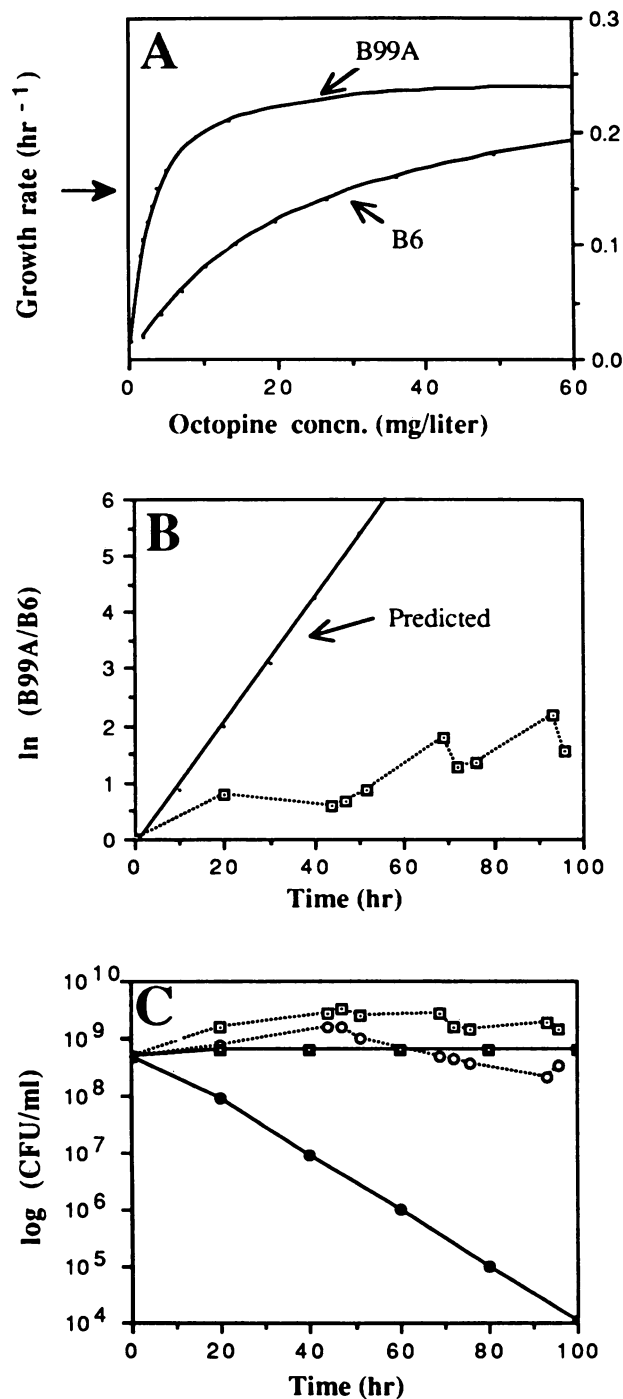 A
B99A
B6
Growth rate (hr -1)
0.3
0.2
0.1
0.0
0 20 40 60
Octopine concn. (mg/liter)
B
Predicted
ln (B99A/B6)
6
5
4
3
2
1
0
0 20 40 60 80 100
Time (hr)
C
log (CFU/ml)
10 10
10 9
10 8
10 7
10 6
10 5
10 4
0 20 40 60 80 100
Time (hr)